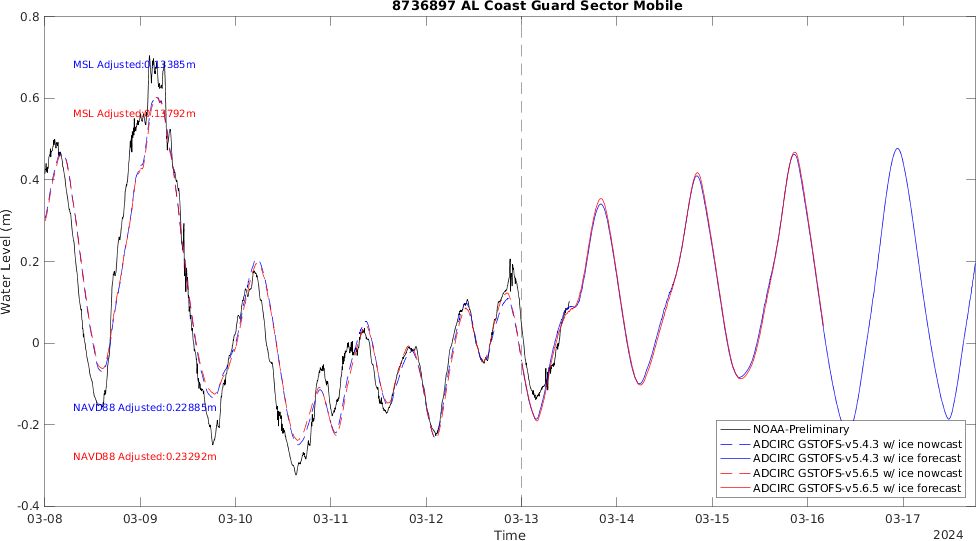 8736897 AL Coast Guard Sector Mobile
0.8
MSL Adjusted:0.13385m
0.6
MSL Adjusted:0.13792m
0.4
0.2
Water Level (m)
0
NAVD88 Adjusted:0.22885m
-0.2
NAVD88 Adjusted:0.23292m
-0.4
NOAA-Preliminary
ADCIRC GSTOFS-v5.4.3 w/ ice nowcast
ADCIRC GSTOFS-v5.4.3 w/ ice forecast
ADCIRC GSTOFS-v5.6.5 w/ ice nowcast
ADCIRC GSTOFS-v5.6.5 w/ ice forecast
03-08 03-09 03-10 03-11 03-12 03-13 03-14 03-15 03-16 03-17
Time
2024